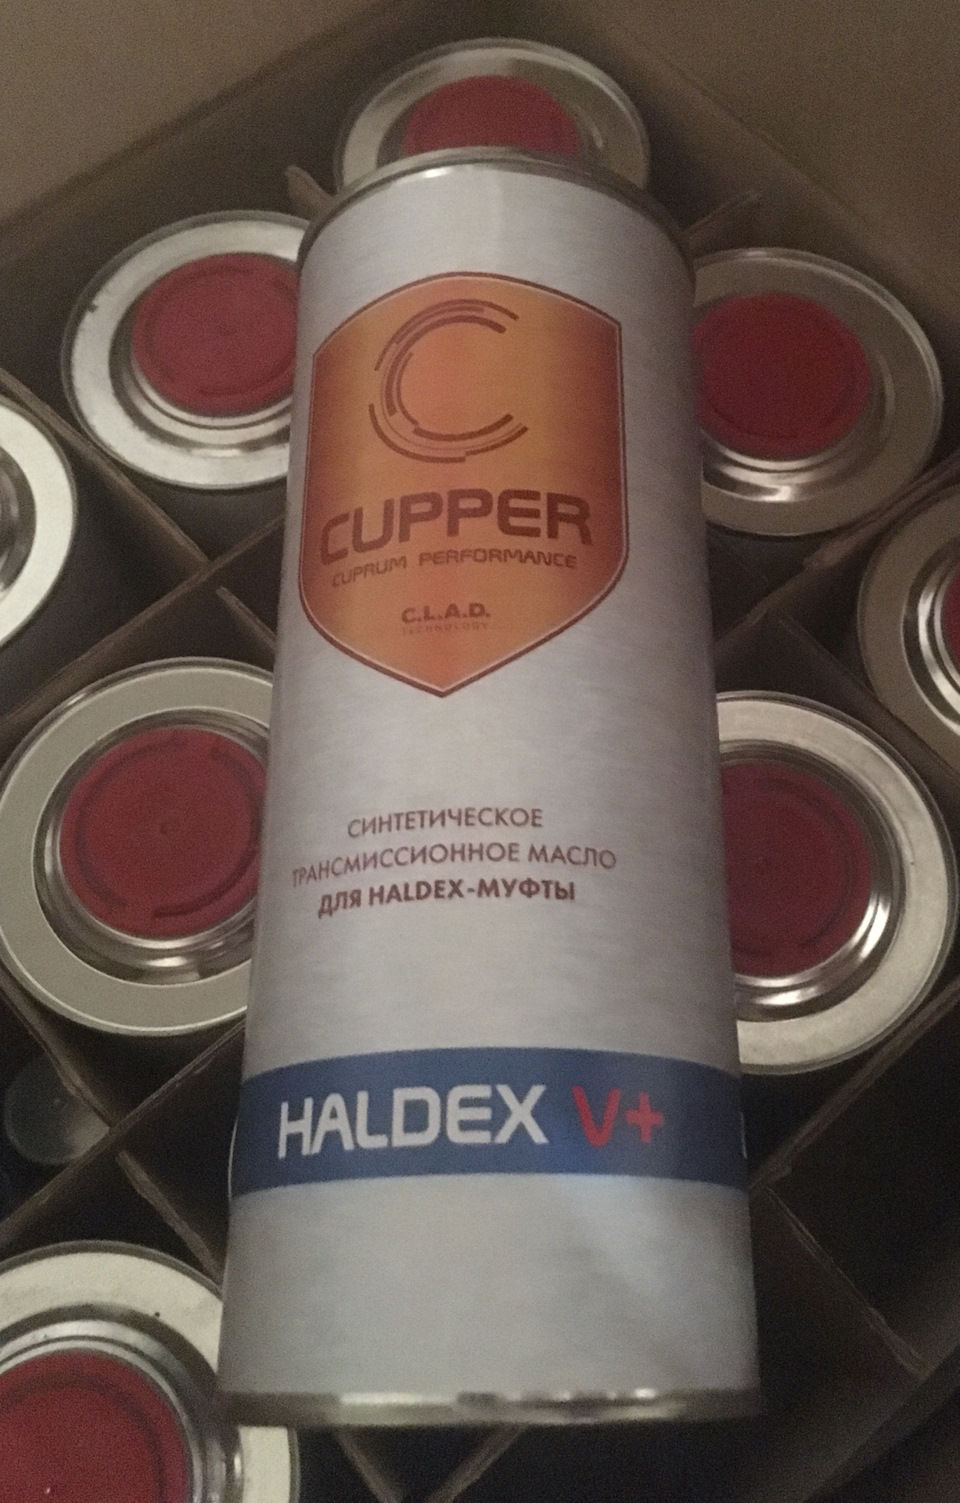 CUPPER
CUPRUM PERFORMANCE
C.L.A.D.
TECHNOLOGY
СИНТЕТИЧЕСКОЕ
ТРАНСМИССИОННОЕ МАСЛО
ДЛЯ HALDEX-МУФТЫ
HALDEX V+